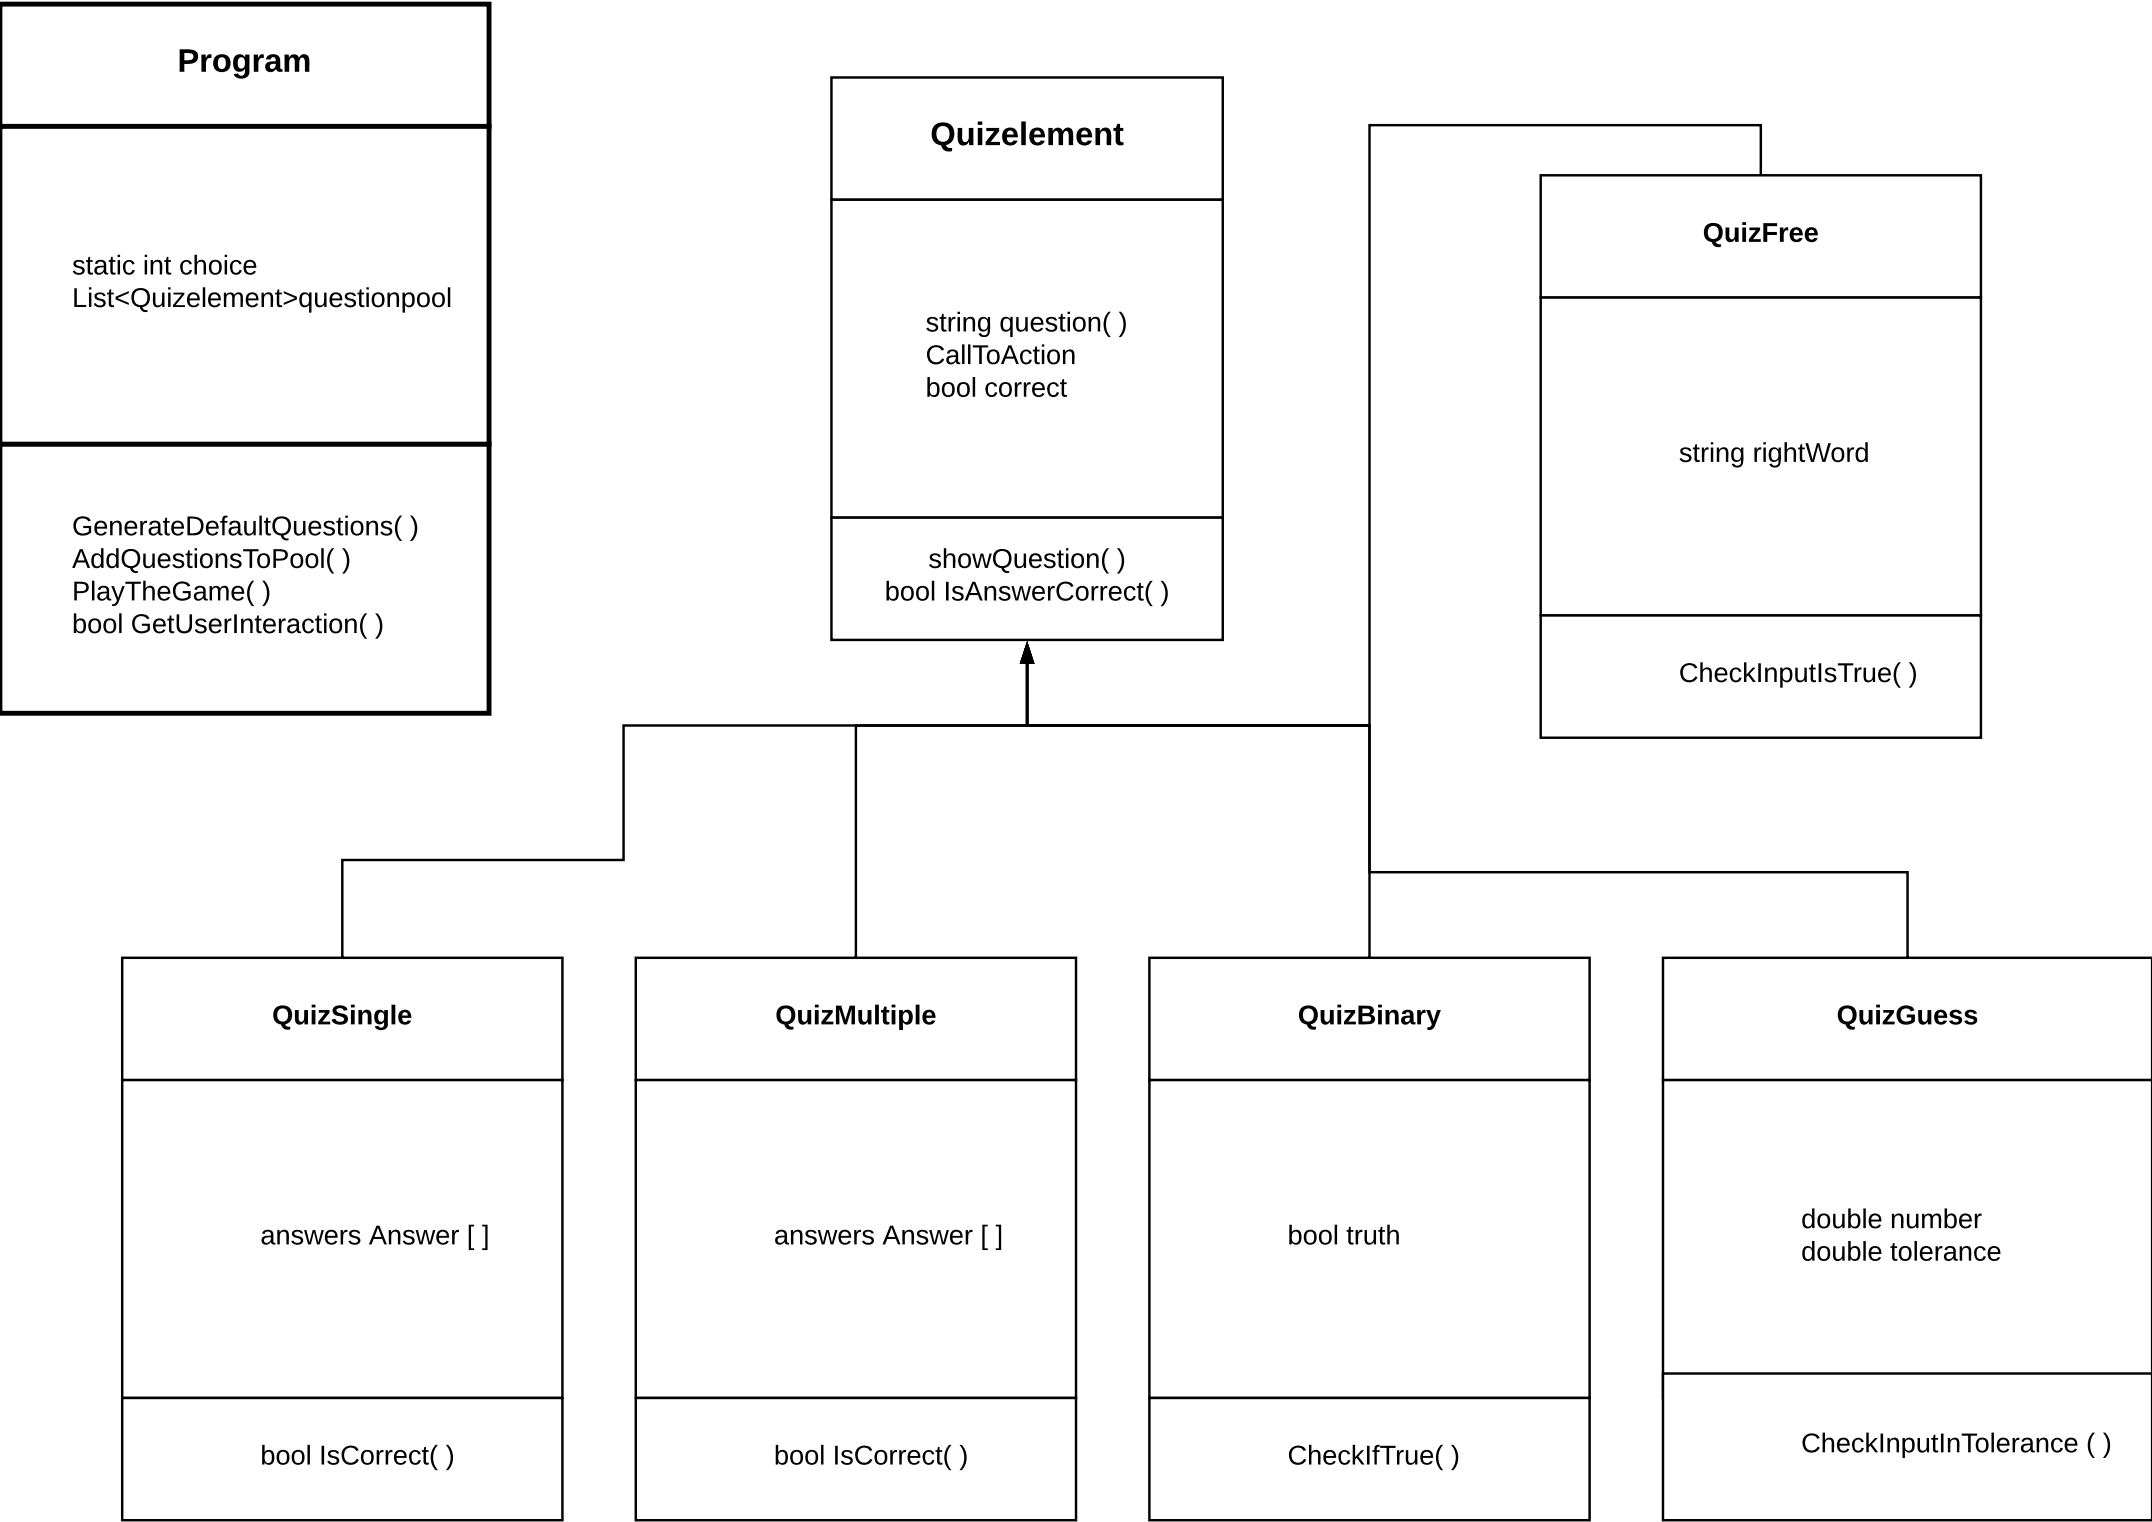 Program
static int choice
List<Quizelement>questionpool
GenerateDefaultQuestions( )
AddQuestionsToPool( )
PlayTheGame( )
bool GetUserInteraction( )
Quizelement
string question( )
CallToAction
bool correct
showQuestion( )
bool IsAnswerCorrect( )
QuizFree
string rightWord
CheckInputIsTrue( )
QuizSingle
answers Answer [ ]
bool IsCorrect( )
QuizMultiple
answers Answer [ ]
bool IsCorrect( )
QuizBinary
bool truth
CheckIfTrue( )
QuizGuess
double number
double tolerance
CheckInputInTolerance ( )